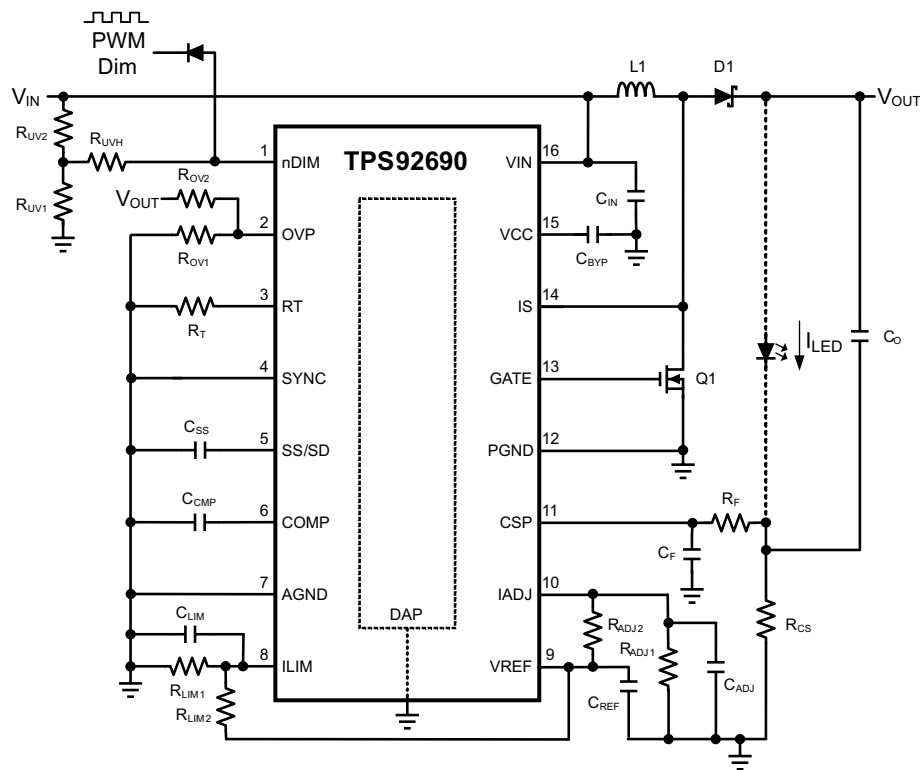 PWM
Dim
L1
D1
VIN
VOUT
RUV2
RUVH
1
nDIM
TPS92690
VIN
16
ROV2
CIN
RUV1
VOUT
2
OVP
VCC
15
ROV1
CBYP
3
RT
IS
14
RT
CO
ILED
4
SYNC
GATE
13
Q1
CSS
5
SS/SD
PGND
12
CCMP
6
COMP
CSP
11
RF
CF
7
AGND
IADJ
10
CLIM
DAP
RADJ2
RCS
RADJ1
8
ILIM
VREF
9
RLIM1
CADJ
RLIM2
CREF